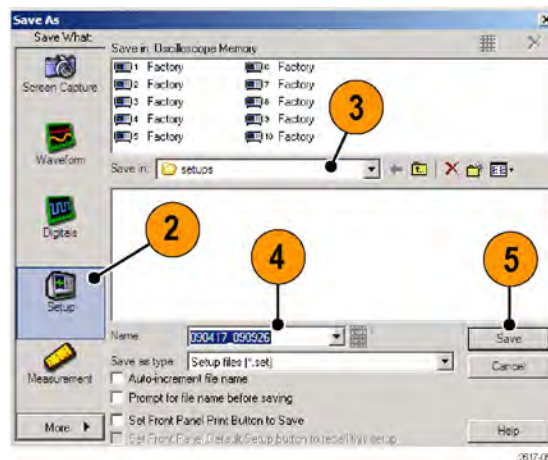 Save As
Save What:
Save in: Oscilloscope Memory
Screen Capture
1 Factory
2 Factory
3 Factory
4 Factory
5 Factory
6 Factory
7 Factory
8 Factory
9 Factory
10 Factory
3
Waveform
Save in: setups
Digitals
2
4
5
Setup
Name: 090417_090926
Save
Save as type: Setup files (*.set)
Cancel
Measurement
Auto-increment file name
Prompt for file name before saving
More
Set Front Panel Print Button to Save
Set Front Panel Default Setup button to recall this setup
Help